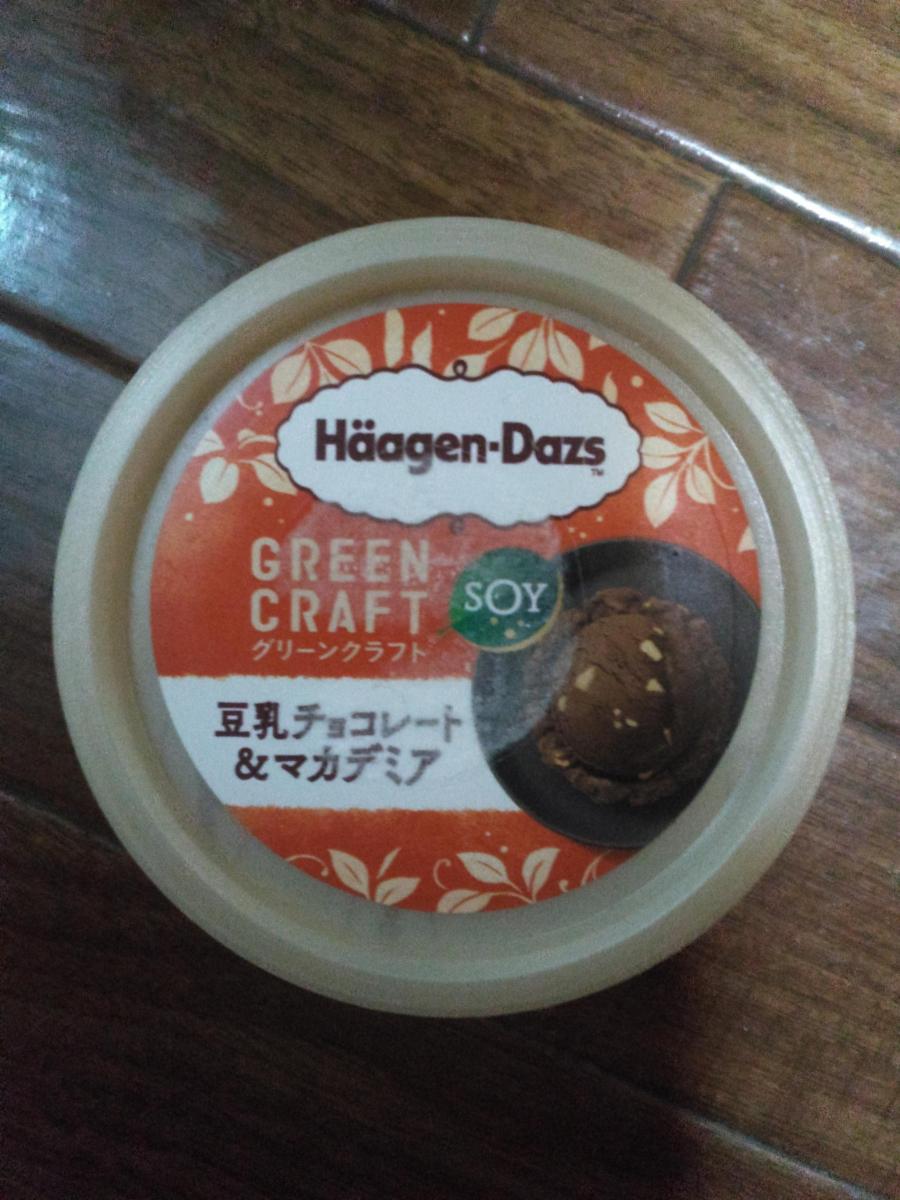 Häagen-Dazs
TM
GREEN
CRAFT
SOY
グリーンクラフト
豆乳チョコレート
&マカデミア